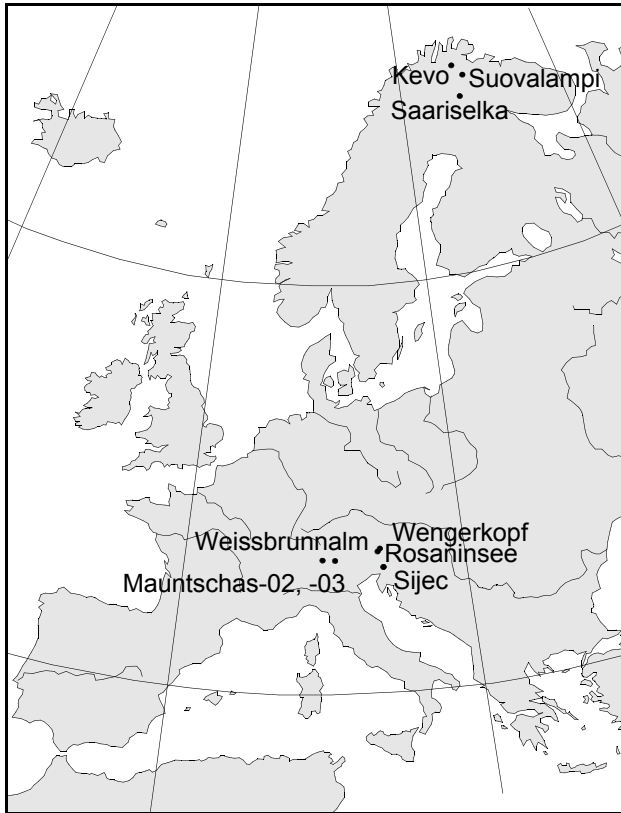 Kevo
Suovalampi
Saariselka
Wengerkopf
Weissbrunnalm
Rosaninsee
Mauntschas-02, -03
Sijec